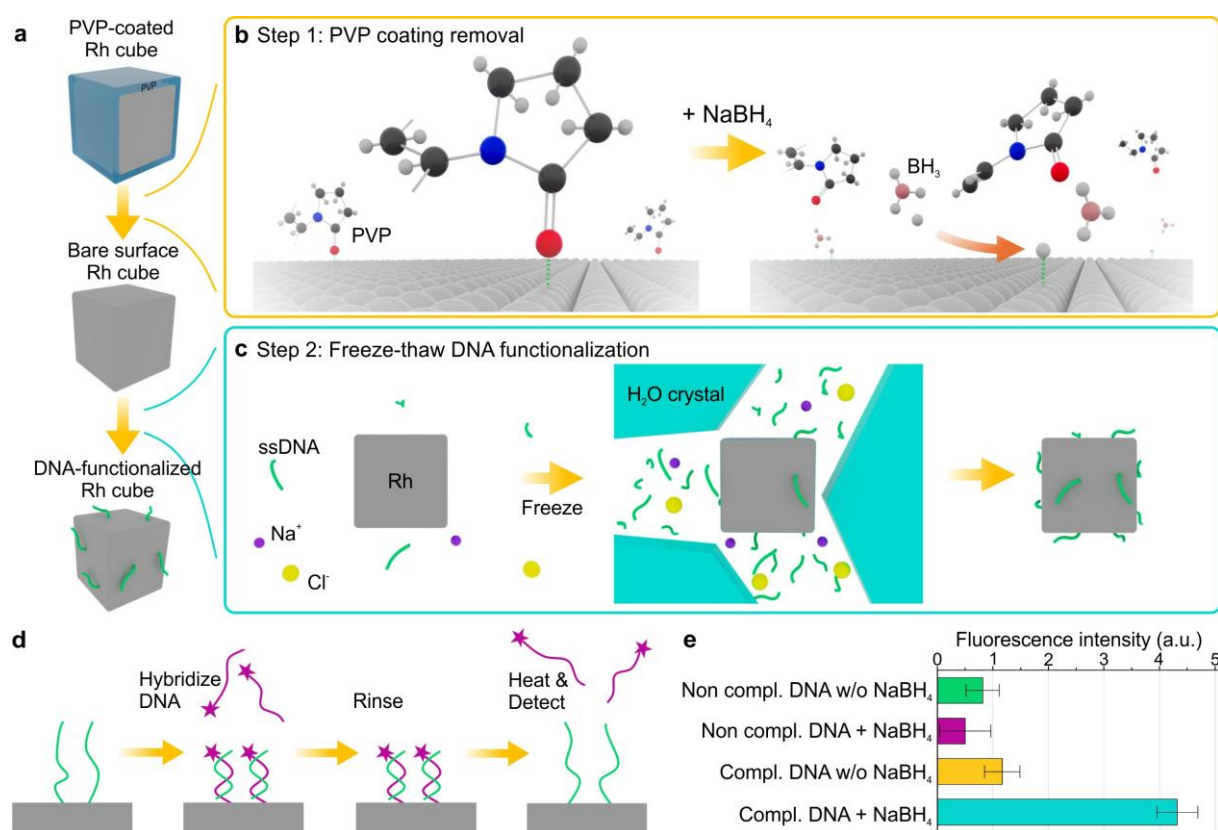 a
PVP-coated
Rh cube
PVP
Bare surface
Rh cube
DNA-functionalized
Rh cube
b Step 1: PVP coating removal
+ NaBH₄
BH₃
PVP
c Step 2: Freeze-thaw DNA functionalization
ssDNA
Rh
Na⁺
Cl⁻
Freeze
H₂O crystal
d
Hybridize
DNA
Rinse
Heat &
Detect
e
Fluorescence intensity (a.u.)
0 1 2 3 4 5
Non compl. DNA w/o NaBH₄
Non compl. DNA + NaBH₄
Compl. DNA w/o NaBH₄
Compl. DNA + NaBH₄